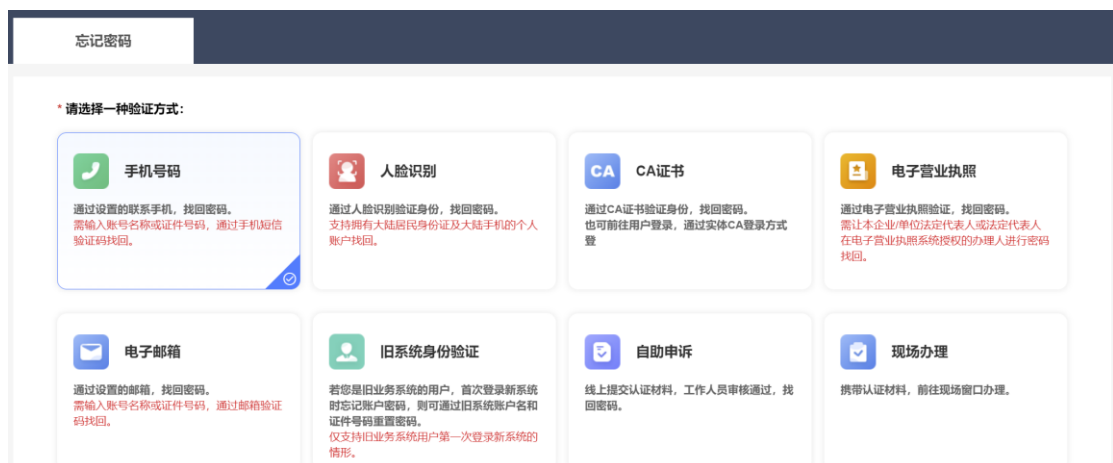 忘记密码
* 请选择一种验证方式：
手机号码
通过设置的联系手机，找回密码。
需输入账号名称或证件号码，通过手机短信
验证码找回。
人脸识别
通过人脸识别验证身份，找回密码。
支持拥有大陆居民身份证及大陆手机的个人
账户找回。
CA
CA证书
通过CA证书验证身份，找回密码。
也可前往用户登录，通过实体CA登录方式
登
电子营业执照
通过电子营业执照验证，找回密码。
需让本企业/单位法定代表人或法定代表人
在电子营业执照系统授权的办理人进行密码
找回。
电子邮箱
通过设置的邮箱，找回密码。
需输入账号名称或证件号码，通过邮箱验证
码找回。
旧系统身份验证
若您是旧业务系统的用户，首次登录新系统
时忘记账户密码，则可通过旧系统账户名和
证件号码重置密码。
仅支持旧业务系统用户第一次登录新系统的
情形。
自助申诉
线上提交认证材料，工作人员审核通过，找
回密码。
现场办理
携带认证材料，前往现场窗口办理。